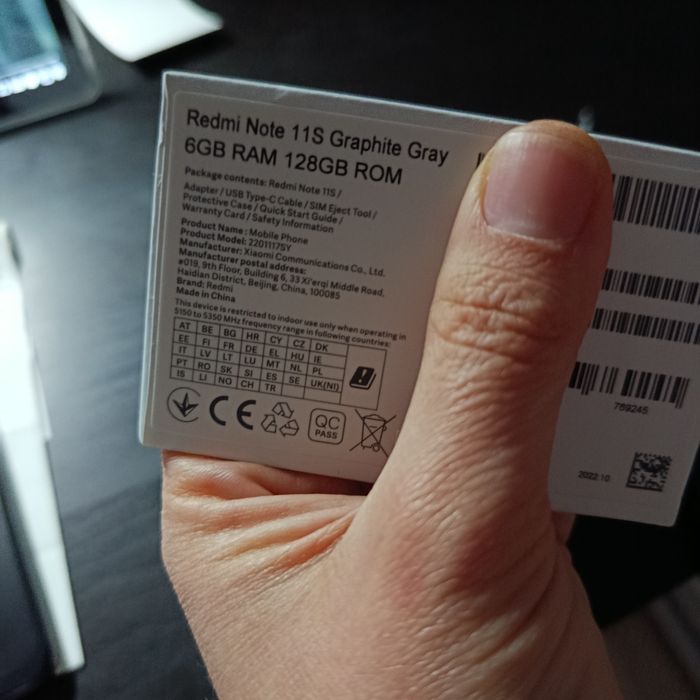 Redmi Note 11S Graphite Gray
6GB RAM 128GB ROM
Package contents: Redmi Note 11S /
Adapter / USB Type-C Cable / SIM Eject Tool /
Protective Case / Quick Start Guide /
Warranty Card / Safety Information
Product Name: Mobile Phone
Product Model: 2201117SY
Manufacturer: Xiaomi Communications Co., Ltd.
Manufacturer postal address:
#019, 9th Floor, Building 6, 33 Xi'erqi Middle Road,
Haidian District, Beijing, China, 100085
Brand: Redmi
Made in China
This device is restricted to indoor use only when operating in
5150 to 5350 MHz frequency range in following countries:
AT BE BG HR CY CZ DK
EE FI FR DE EL HU IE
IT LV LT LU MT NL PL
PT RO SK SI ES SE UK(NI)
IS LI NO CH TR
CE
QC
PASS
769245
2022.10